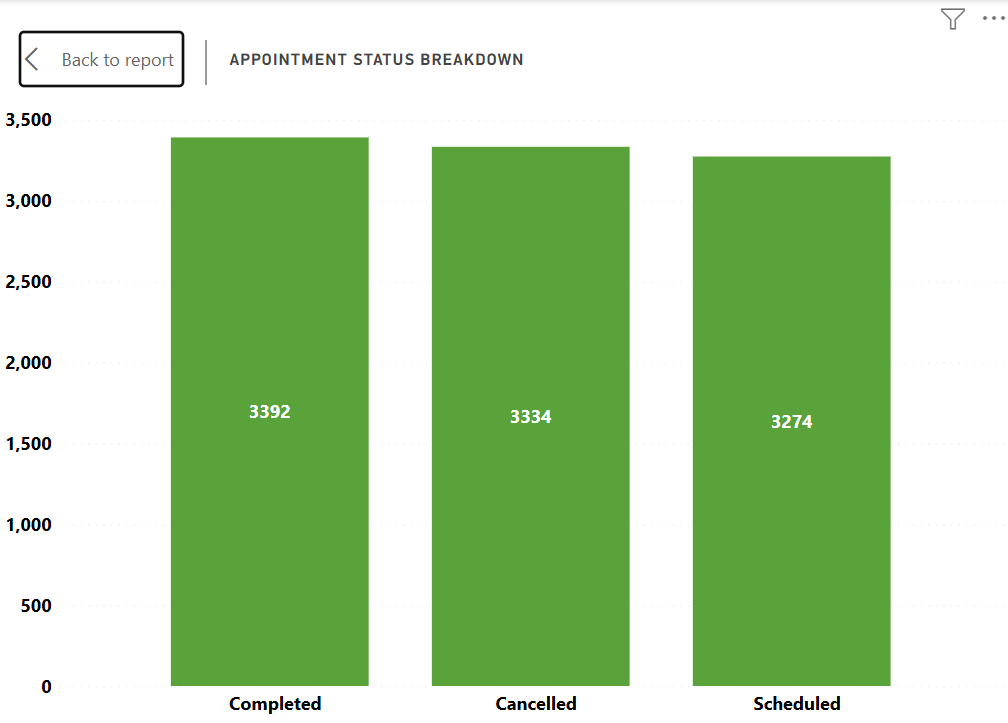 Back to report
APPOINTMENT STATUS BREAKDOWN
3,500
3,000
2,500
2,000
1,500
1,000
500
0
3392
3334
3274
Completed
Cancelled
Scheduled